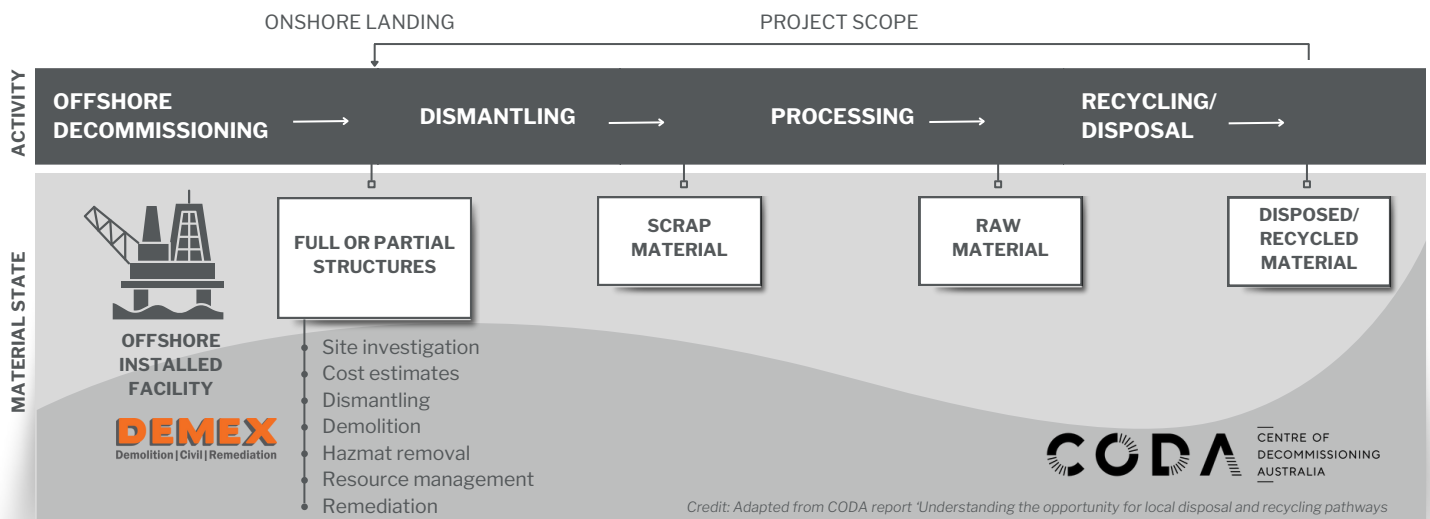 ONSHORE LANDING
PROJECT SCOPE
ACTIVITY
OFFSHORE
DECOMMISSIONING
DISMANTLING
PROCESSING
RECYCLING/
DISPOSAL
MATERIAL STATE
OFFSHORE
INSTALLED
FACILITY
FULL OR PARTIAL
STRUCTURES
SCRAP
MATERIAL
RAW
MATERIAL
DISPOSED/
RECYCLED
MATERIAL
Site investigation
Cost estimates
Dismantling
Demolition
Hazmat removal
Resource management
Remediation
DEMEX
Demolition|Civil|Remediation
CODA
CENTRE OF
DECOMMISSIONING
AUSTRALIA
Credit: Adapted from CODA report ‘Understanding the opportunity for local disposal and recycling pathways